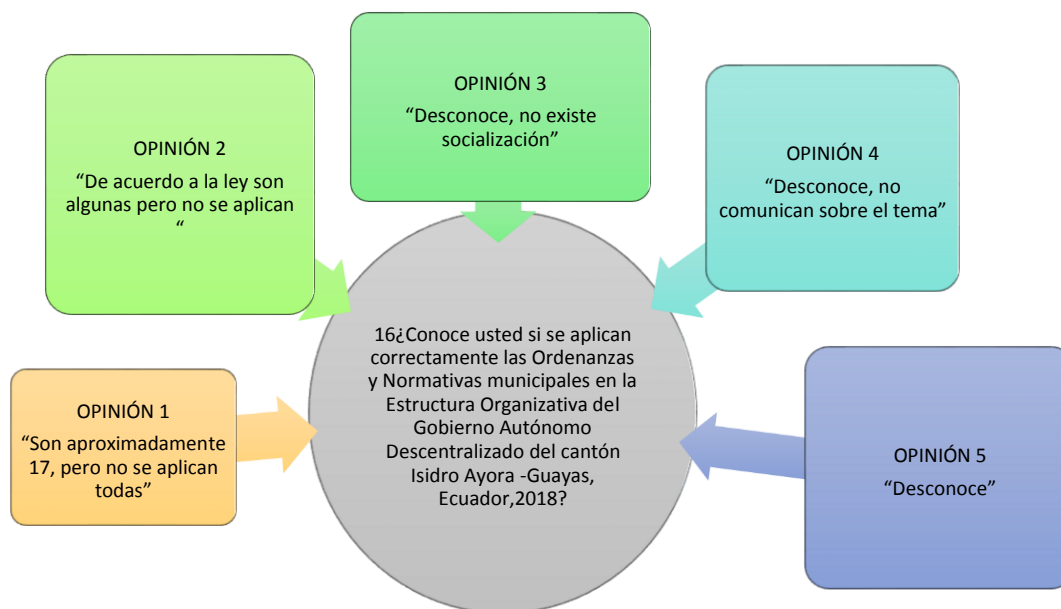 OPINIÓN 1
“Son aproximadamente
17, pero no se aplican
todas”
OPINIÓN 2
“De acuerdo a la ley son
algunas pero no se aplican
“
OPINIÓN 3
“Desconoce, no existe
socialización”
OPINIÓN 4
“Desconoce, no
comunican sobre el tema”
OPINIÓN 5
“Desconoce”
16¿Conoce usted si se aplican
correctamente las Ordenanzas
y Normativas municipales en la
Estructura Organizativa del
Gobierno Autónomo
Descentralizado del cantón
Isidro Ayora -Guayas,
Ecuador,2018?